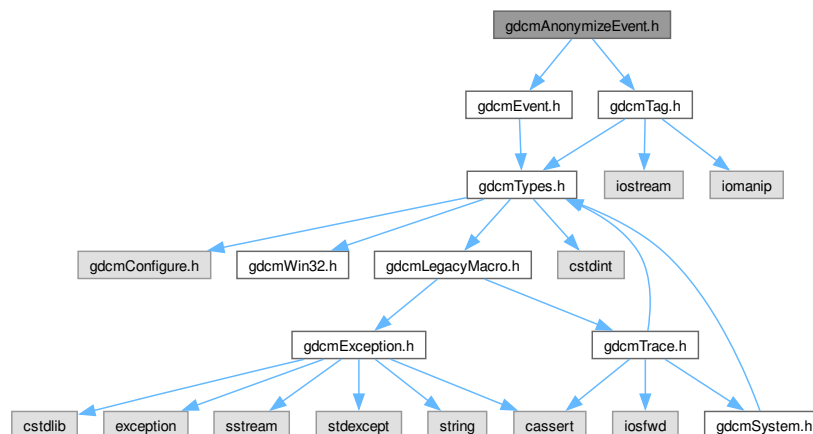 gdcmAnonymizeEvent.h
gdcmEvent.h
gdcmTag.h
gdcmTypes.h
iostream
iomanip
gdcmConfigure.h
gdcmWin32.h
gdcmLegacyMacro.h
cstdint
gdcmException.h
gdcmTrace.h
cstdlib
exception
sstream
stdexcept
string
cassert
iosfwd
gdcmSystem.h